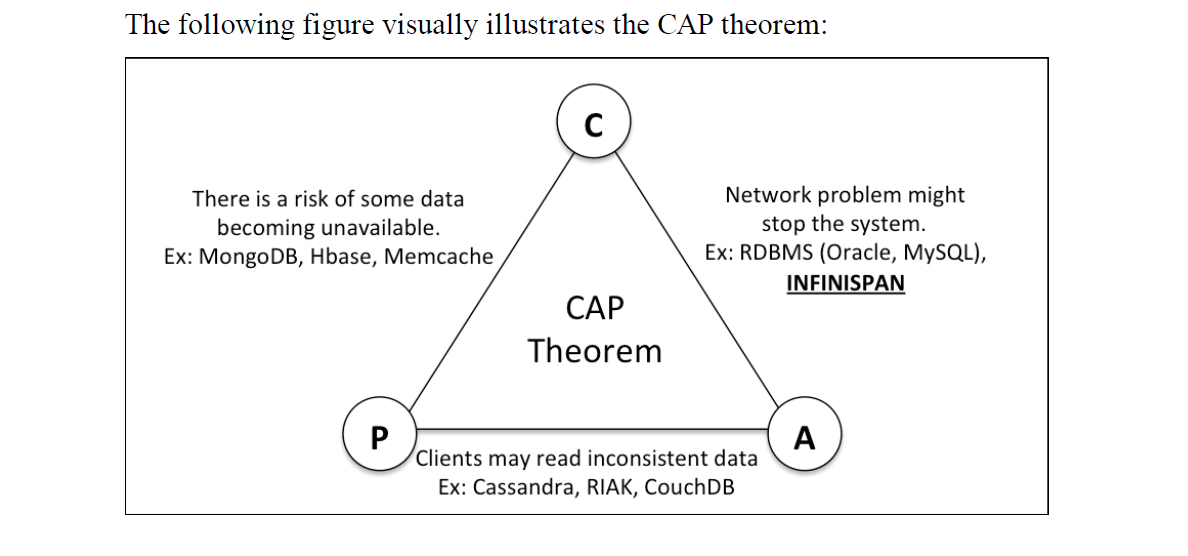 The following figure visually illustrates the CAP theorem:
C
There is a risk of some data
becoming unavailable.
Ex: MongoDB, Hbase, Memcache
Network problem might
stop the system.
Ex: RDBMS (Oracle, MySQL),
INFINISPAN
CAP
Theorem
P
A
Clients may read inconsistent data
Ex: Cassandra, RIAK, CouchDB